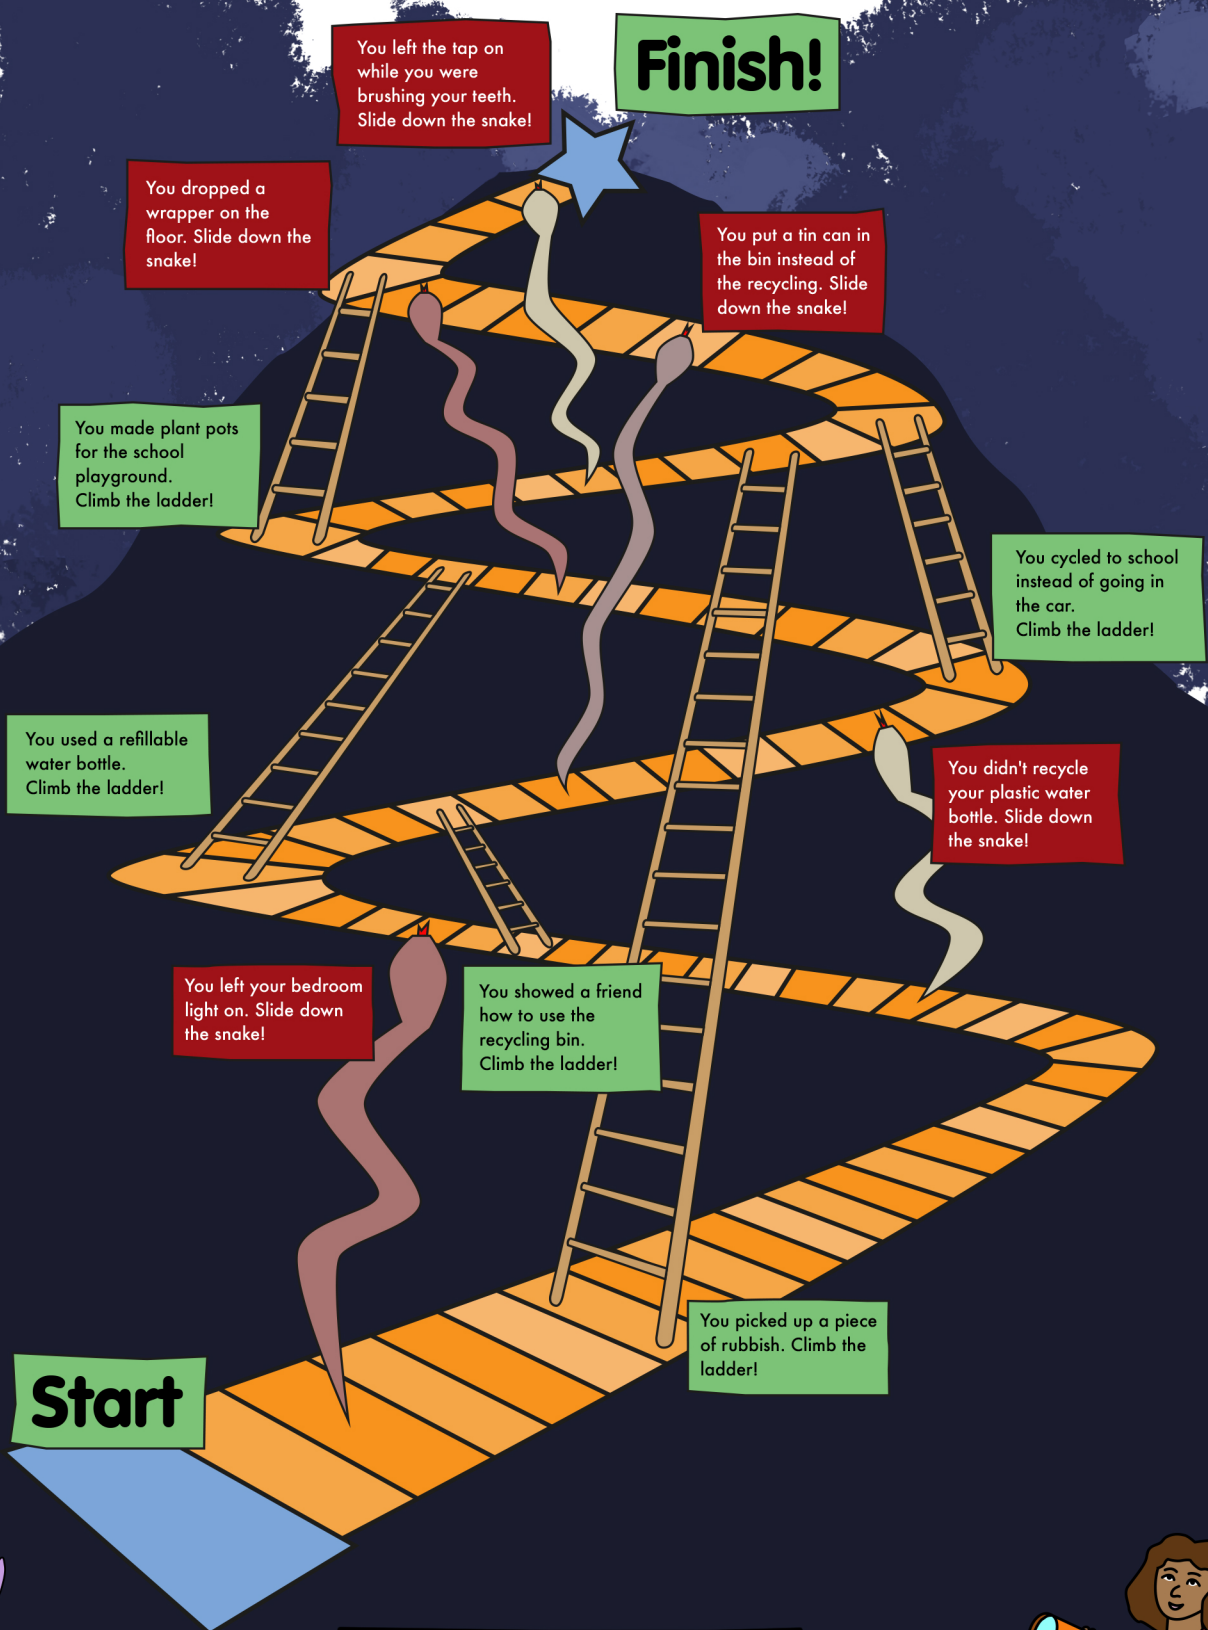 You left the tap on
while you were
brushing your teeth.
Slide down the snake!
Finish!
You dropped a
wrapper on the
floor. Slide down the
snake!
You put a tin can in
the bin instead of
the recycling. Slide
down the snake!
You made plant pots
for the school
playground.
Climb the ladder!
You cycled to school
instead of going in
the car.
Climb the ladder!
You used a refillable
water bottle.
Climb the ladder!
You didn't recycle
your plastic water
bottle. Slide down
the snake!
You left your bedroom
light on. Slide down
the snake!
You showed a friend
how to use the
recycling bin.
Climb the ladder!
You picked up a piece
of rubbish. Climb the
ladder!
Start